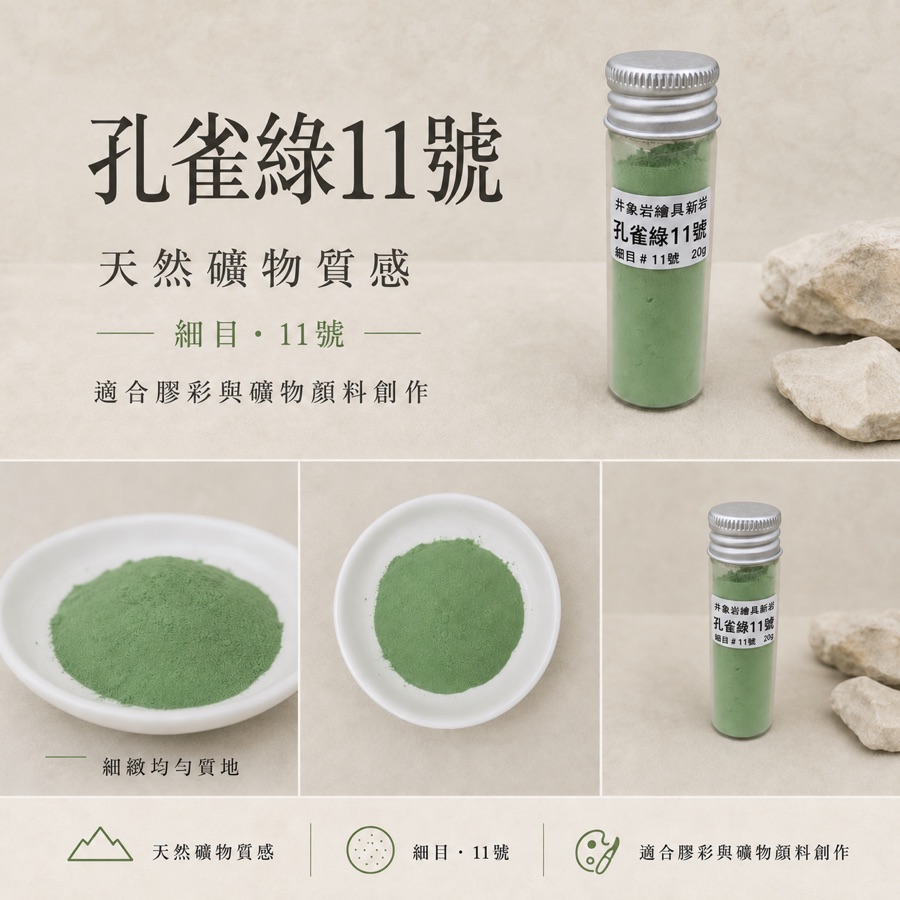 孔雀綠11號
天然礦物質感
細目・11號
適合膠彩與礦物顏料創作
井象岩繪具新岩
孔雀綠11號
細目 # 11號 20g
細緻均勻質地
井象岩繪具新岩
孔雀綠11號
細目 # 11號 20g
天然礦物質感
細目・11號
適合膠彩與礦物顏料創作